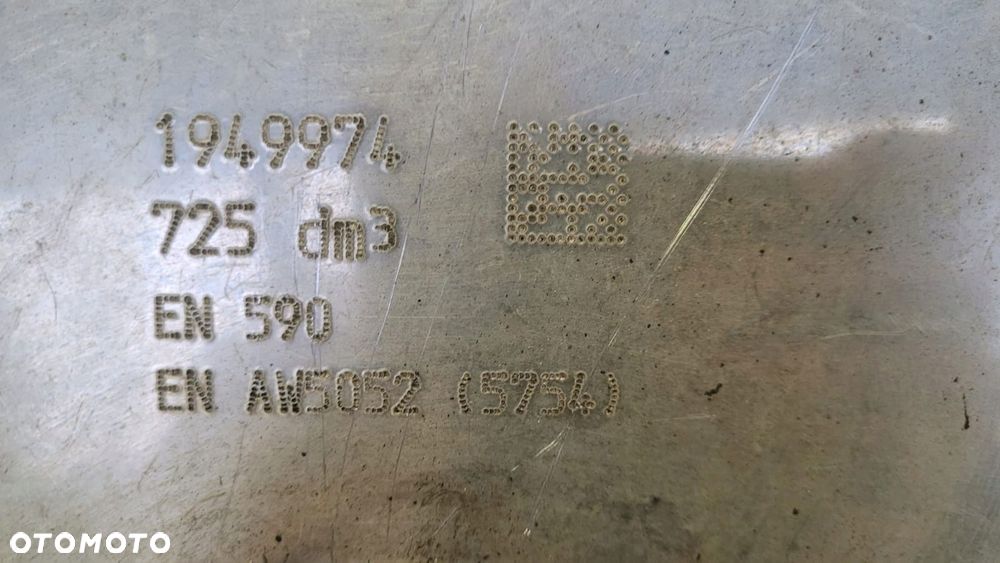 1949974
725 dm3
EN 590
EN AW5052 (5754)
OTOMOTO